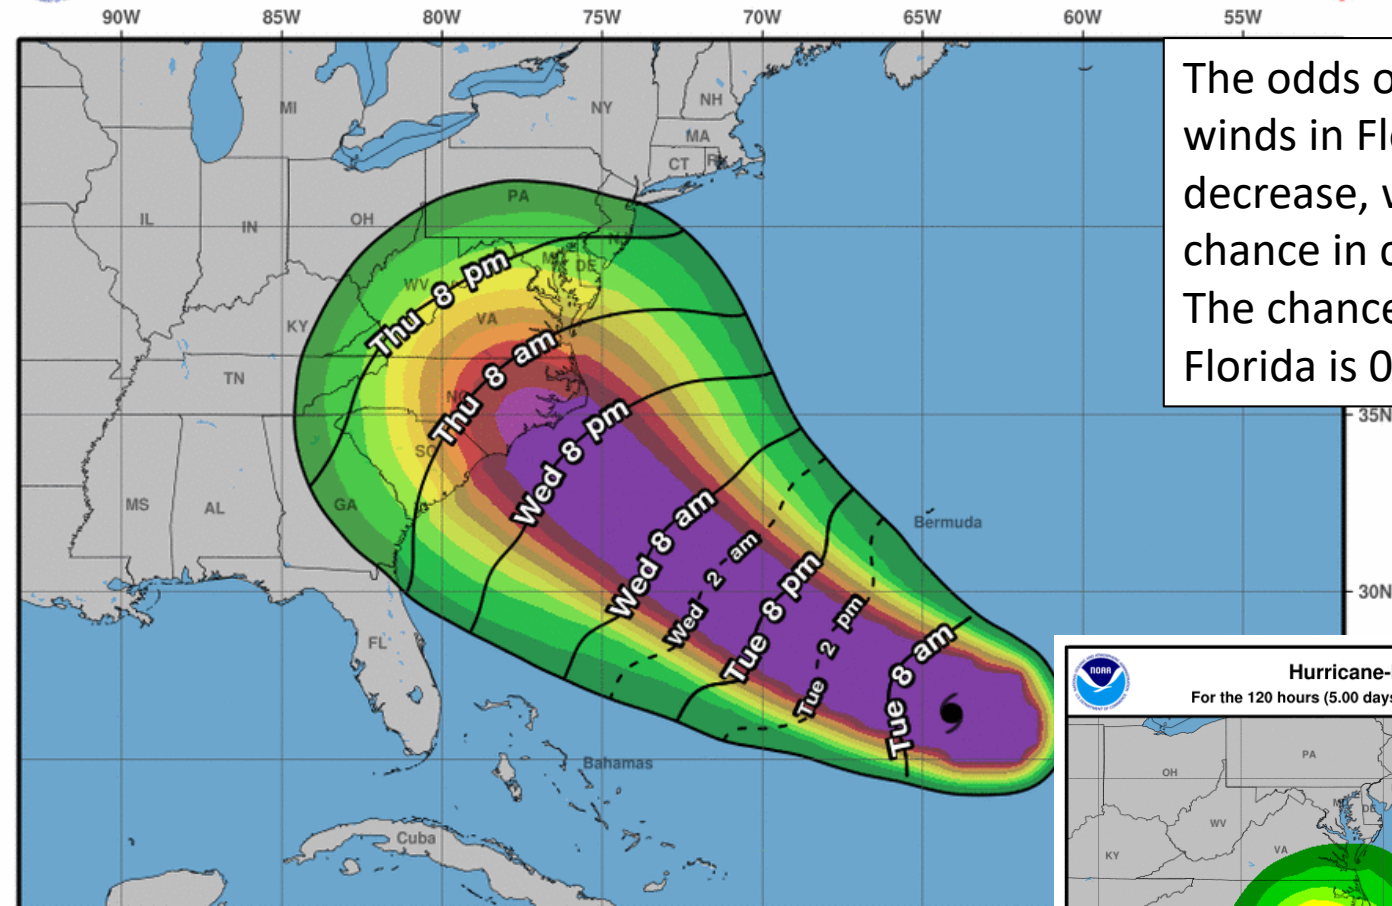 90W 85W 80W 75W 70W 65W 60W 55W
The odds o
winds in Fl
decrease, w
chance in o
The chance
Florida is 0
MI NY NH
MA
CT RI
PA
IL IN OH NJ
MD DE
WV
KY VA
TN NC
SC
MS AL GA
FL
35N
30N
Bermuda
Bahamas
Cuba
Thu 8 pm
Thu 8 am
Wed 8 pm
Wed 8 am
Wed 2 am
Tue 8 pm
Tue 2 pm
Tue 8 am
NOAA
Hurricane-
For the 120 hours (5.00 days
PA
OH
WV
DE
KY VA